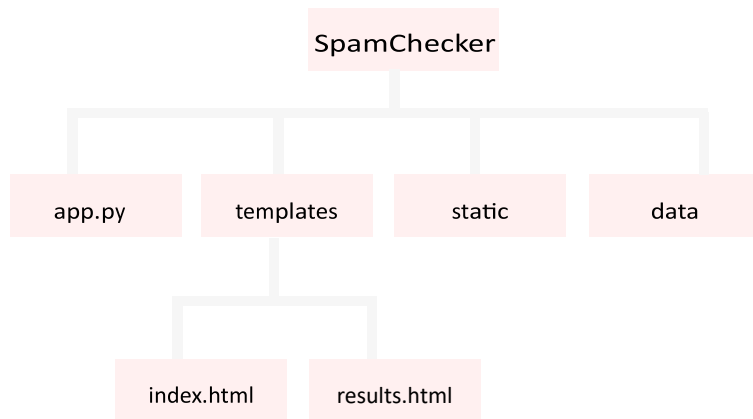 SpamChecker
app.py
templates
static
data
index.html
results.html